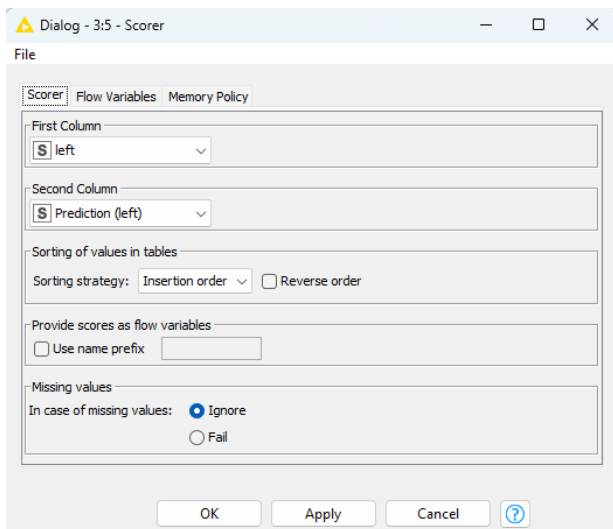 Dialog - 3:5 - Scorer
File
Scorer Flow Variables Memory Policy
First Column
S left
Second Column
S Prediction (left)
Sorting of values in tables
Sorting strategy: Insertion order Reverse order
Provide scores as flow variables
Use name prefix
Missing values
In case of missing values: Ignore
Fail
OK Apply Cancel ?